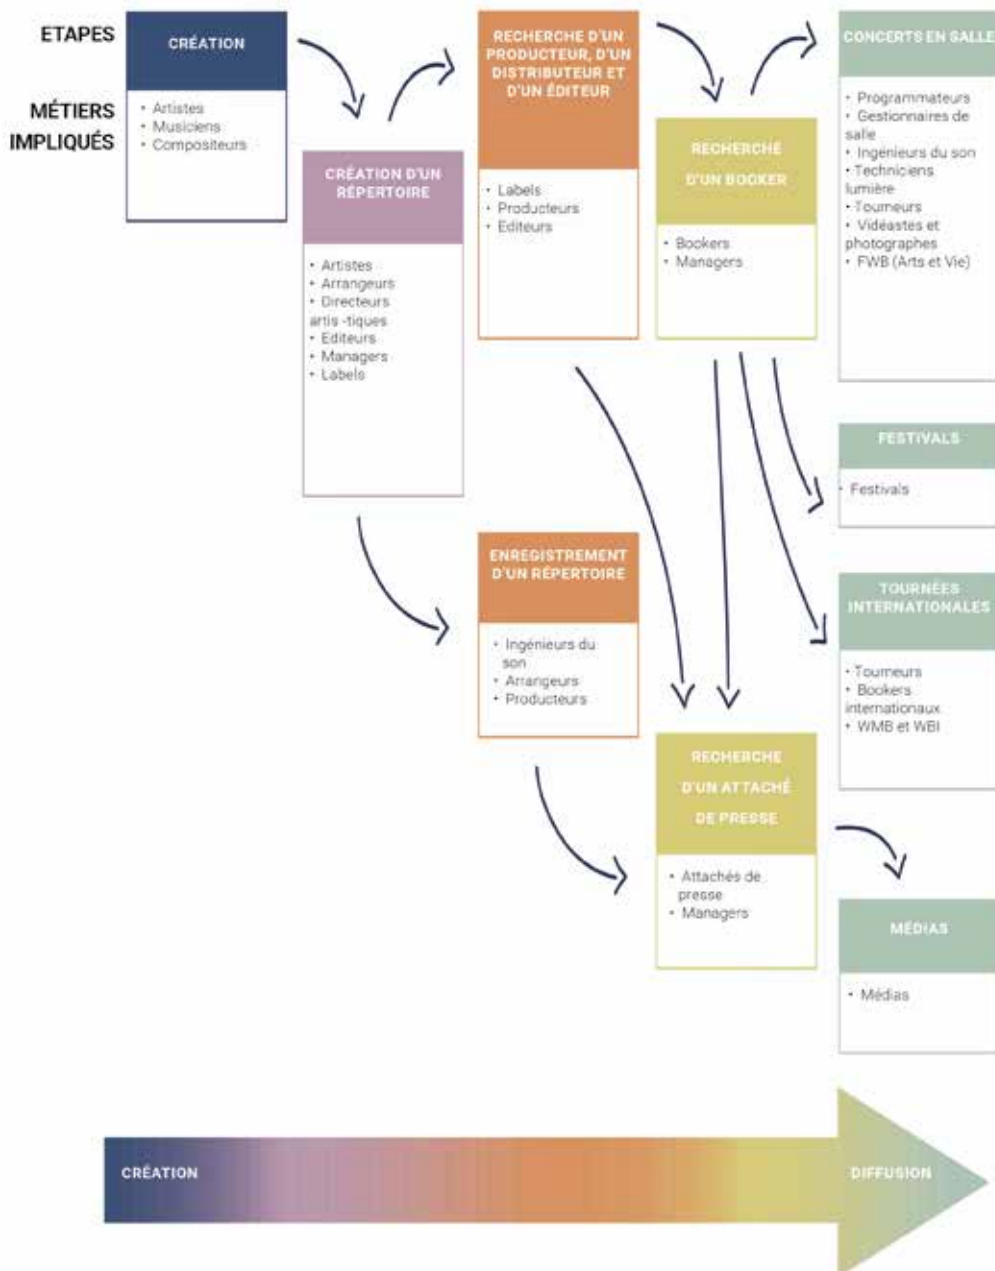 ETAPES
MÉTIERS
IMPLIQUÉS
CRÉATION
• Artistes
• Musiciens
• Compositeurs
CRÉATION D'UN
RÉPERTOIRE
• Artistes
• Arrangeurs
• Directeurs
artis -tiques
• Editeurs
• Managers
• Labels
RECHERCHE D'UN
PRODUCTEUR, D'UN
DISTRIBUTEUR ET
D'UN ÉDITEUR
• Labels
• Producteurs
• Editeurs
ENREGISTREMENT
D'UN RÉPERTOIRE
• Ingénieurs du
son
• Arrangeurs
• Producteurs
RECHERCHE
D'UN BOOKER
• Bookers
• Managers
RECHERCHE
D'UN ATTACHÉ
DE PRESSE
• Attachés de
presse
• Managers
CONCERTS EN SALLE
• Programmateurs
• Gestionnaires de
salle
• Ingénieurs du son
• Techniciens
lumière
• Tourneurs
• Vidéastes et
photographes
• FWB (Arts et Vie)
FESTIVALS
• Festivals
TOURNÉES
INTERNATIONALES
• Tourneurs
• Bookers
internationaux
• WMB et WBI
MÉDIAS
• Médias
CRÉATION
DIFFUSION